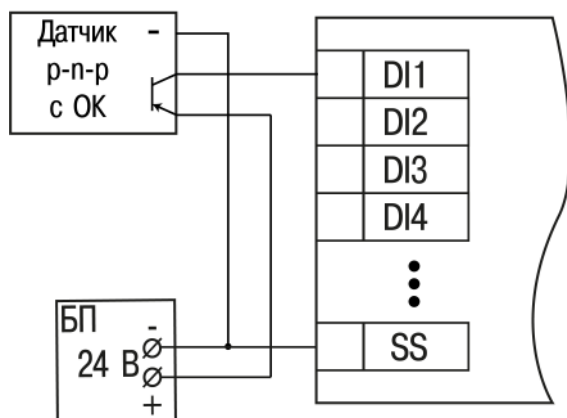 Датчик -
p-n-p
с ОК
DI1
DI2
DI3
DI4
SS
БП
-
24 В
+